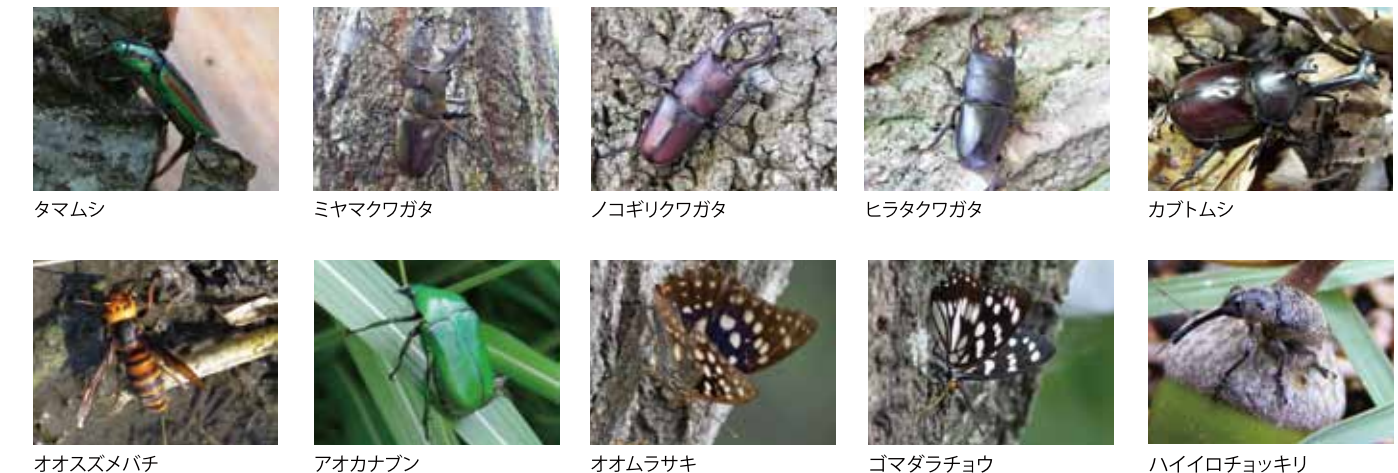 タマムシ
ミヤマクワガタ
ノコギリクワガタ
ヒラタクワガタ
カブトムシ
オオスズメバチ
アオカナブン
オオムラサキ
ゴマダラチョウ
ハイイロチョッキリ